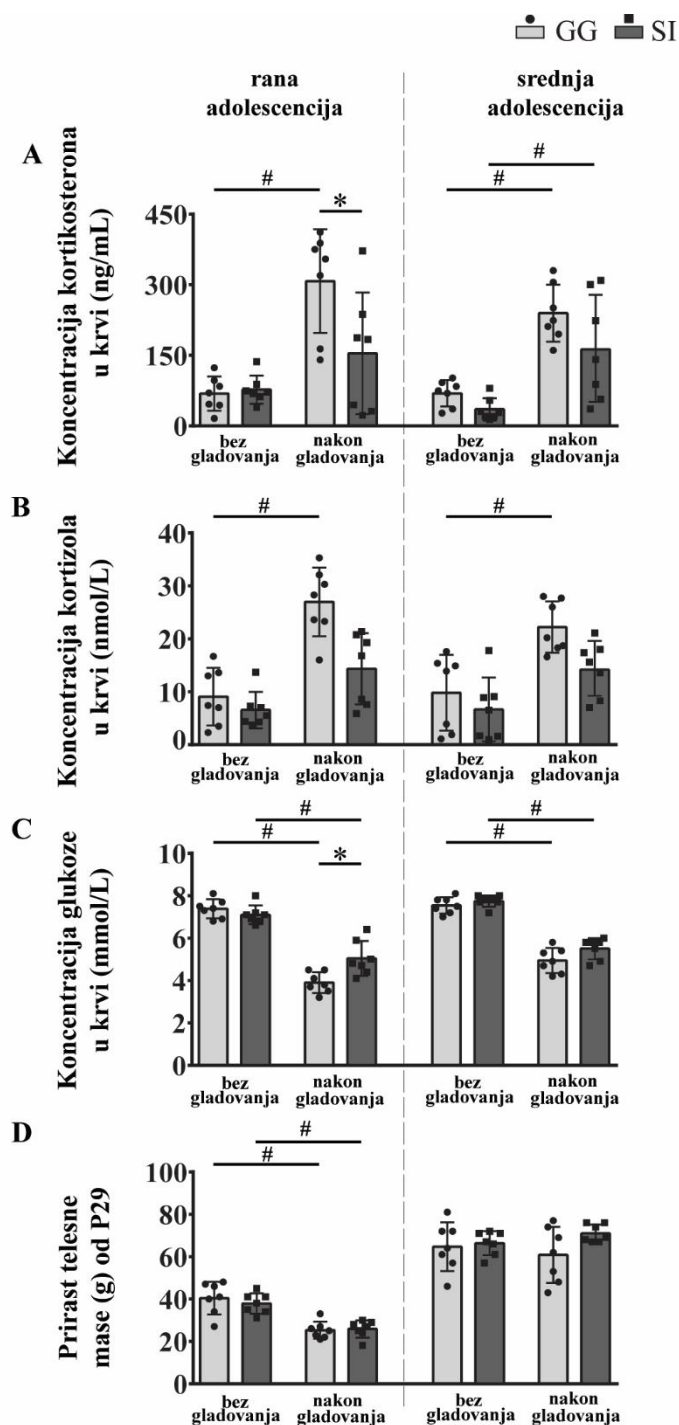 GG SI
rana
adolescencija
srednja
adolescencija
A
Koncentracija kortikosterona
u krvi (ng/mL)
450
300
150
0
#
*
#
#
bez
gladovanja
nakon
gladovanja
bez
gladovanja
nakon
gladovanja
B
Koncentracija kortizola
u krvi (nmol/L)
40
30
20
10
0
#
#
bez
gladovanja
nakon
gladovanja
bez
gladovanja
nakon
gladovanja
C
Koncentracija glukoze
u krvi (mmol/L)
10
8
6
4
2
0
#
#
*
#
#
bez
gladovanja
nakon
gladovanja
bez
gladovanja
nakon
gladovanja
D
Prirast telesne
mase (g) od P29
100
80
60
40
20
0
#
#
bez
gladovanja
nakon
gladovanja
bez
gladovanja
nakon
gladovanja